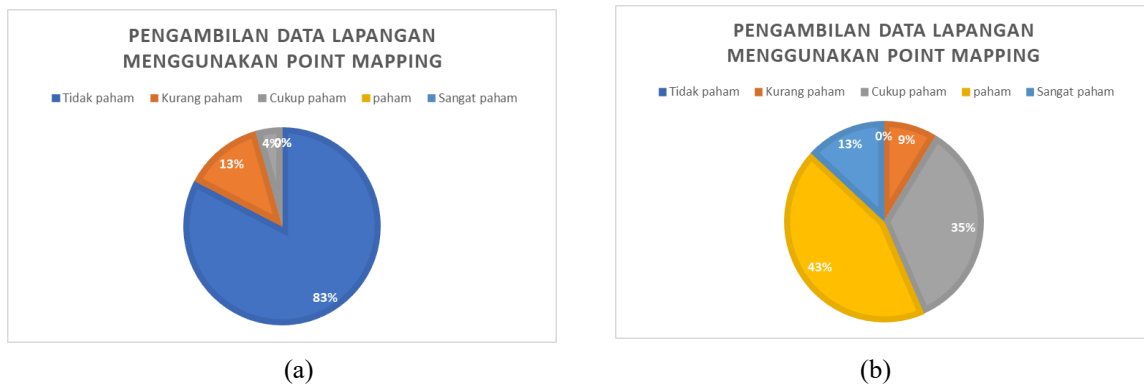 PENGAMBILAN DATA LAPANGAN
MENGGUNAKAN POINT MAPPING
Tidak paham Kurang paham Cukup paham paham Sangat paham
4% 0%
13%
83%
(a)
PENGAMBILAN DATA LAPANGAN
MENGGUNAKAN POINT MAPPING
Tidak paham Kurang paham Cukup paham paham Sangat paham
13% 0% 9%
35%
43%
(b)